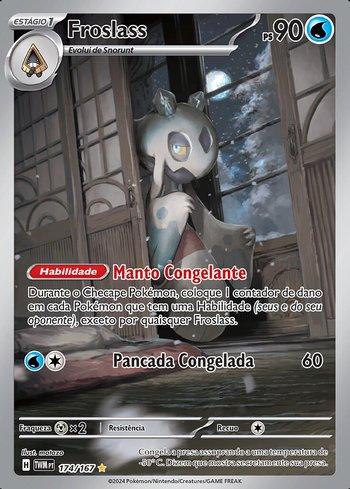 ESTÁGIO 1
Froslass
PS 90
Evolui de Snorunt
Habilidade Manto Congelante
Durante o Checape Pokémon, coloque 1 contador de dano
em cada Pokémon que tem uma Habilidade (seus e do seu
oponente), exceto por quaisquer Froslass.
Pancada Congelada 60
Fraqueza x2 Resistência Recuo
Ilust. matazo
H TWM PT 174/167
Congela a presa assoprando a uma temperatura de
-50° C. Dizem que mostra secretamente sua presa.
©2024 Pokémon/Nintendo/Creatures/GAME FREAK